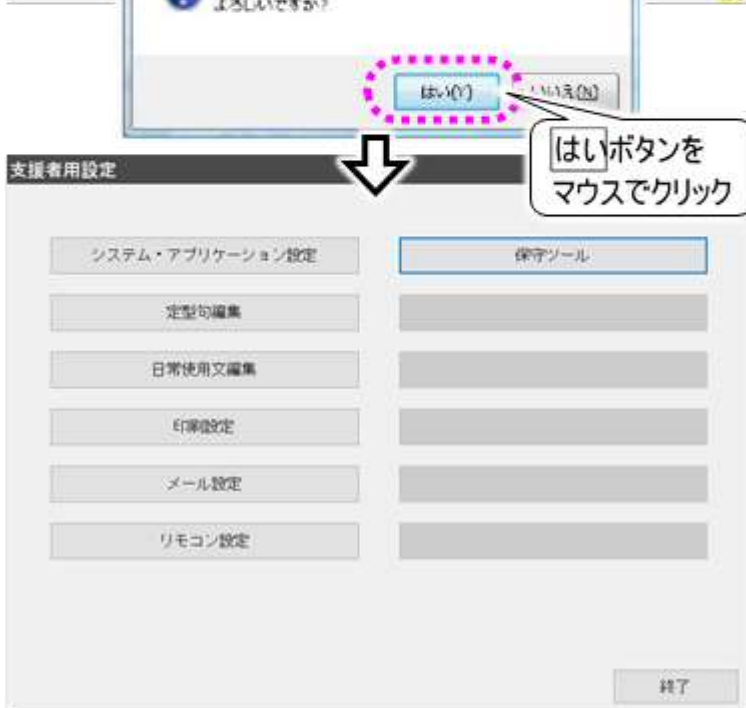 よろしいですか?
はい(Y)
いいえ(N)
はいボタンを
マウスでクリック
支援者用設定
システム・アプリケーション設定
保守ツール
定型句編集
日常使用文編集
印刷設定
メール設定
リモコン設定
終了